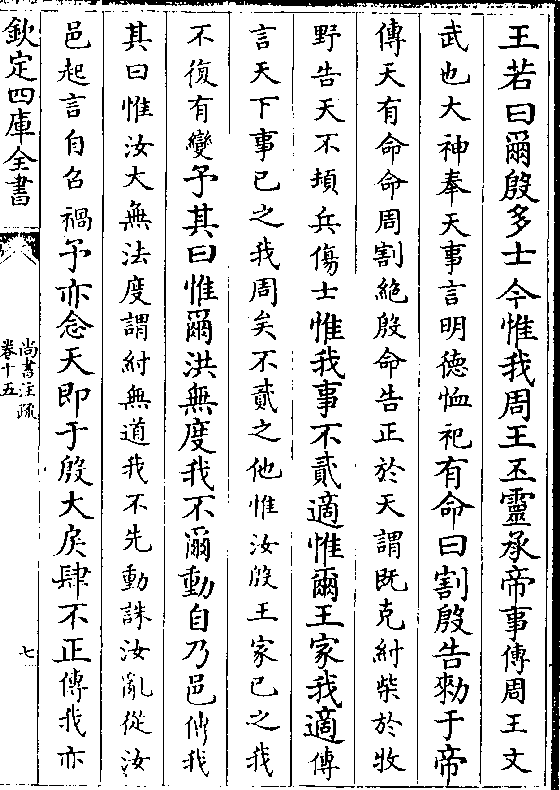 王若曰爾殷多士今惟我周王丕靈承帝事傳周王文
武也大神奉天事言明德恤祀有命曰割殷告勑于帝
傳天有命命周割絶殷命告正於天謂既克紂柴於牧
野告天不頓兵傷士惟我事不貳適惟爾王家我適傳
言天下事已之我周矣不貳之他惟汝殷王家已之我
不復有變予其曰惟爾洪無度我不爾動自乃邑傳我
其曰惟汝大無法度謂紂無道我不先動誅汝亂從汝
邑起言自召禍予亦念天即于殷大戾肆不正傳我亦
欽定四庫全書
尚書注疏
卷十五
七